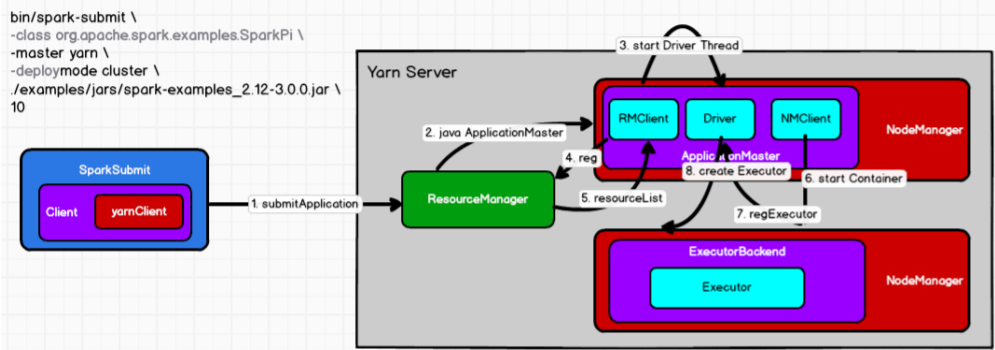 bin/spark-submit \
-class org.apache.spark.examples.SparkPi \
-master yarn \
-deploymode cluster \
./examples/jars/spark-examples_2.12-3.0.0.jar \
10
Yarn Server
3. start Driver Thread
RMClient
Driver
NMClient
NodeManager
ApplicationMaster
2. java ApplicationMaster
4. reg
8. create Executor
6. start Container
SparkSubmit
Client
yarnClient
1. submitApplication
ResourceManager
5. resourceList
7. regExecutor
ExecutorBackend
Executor
NodeManager